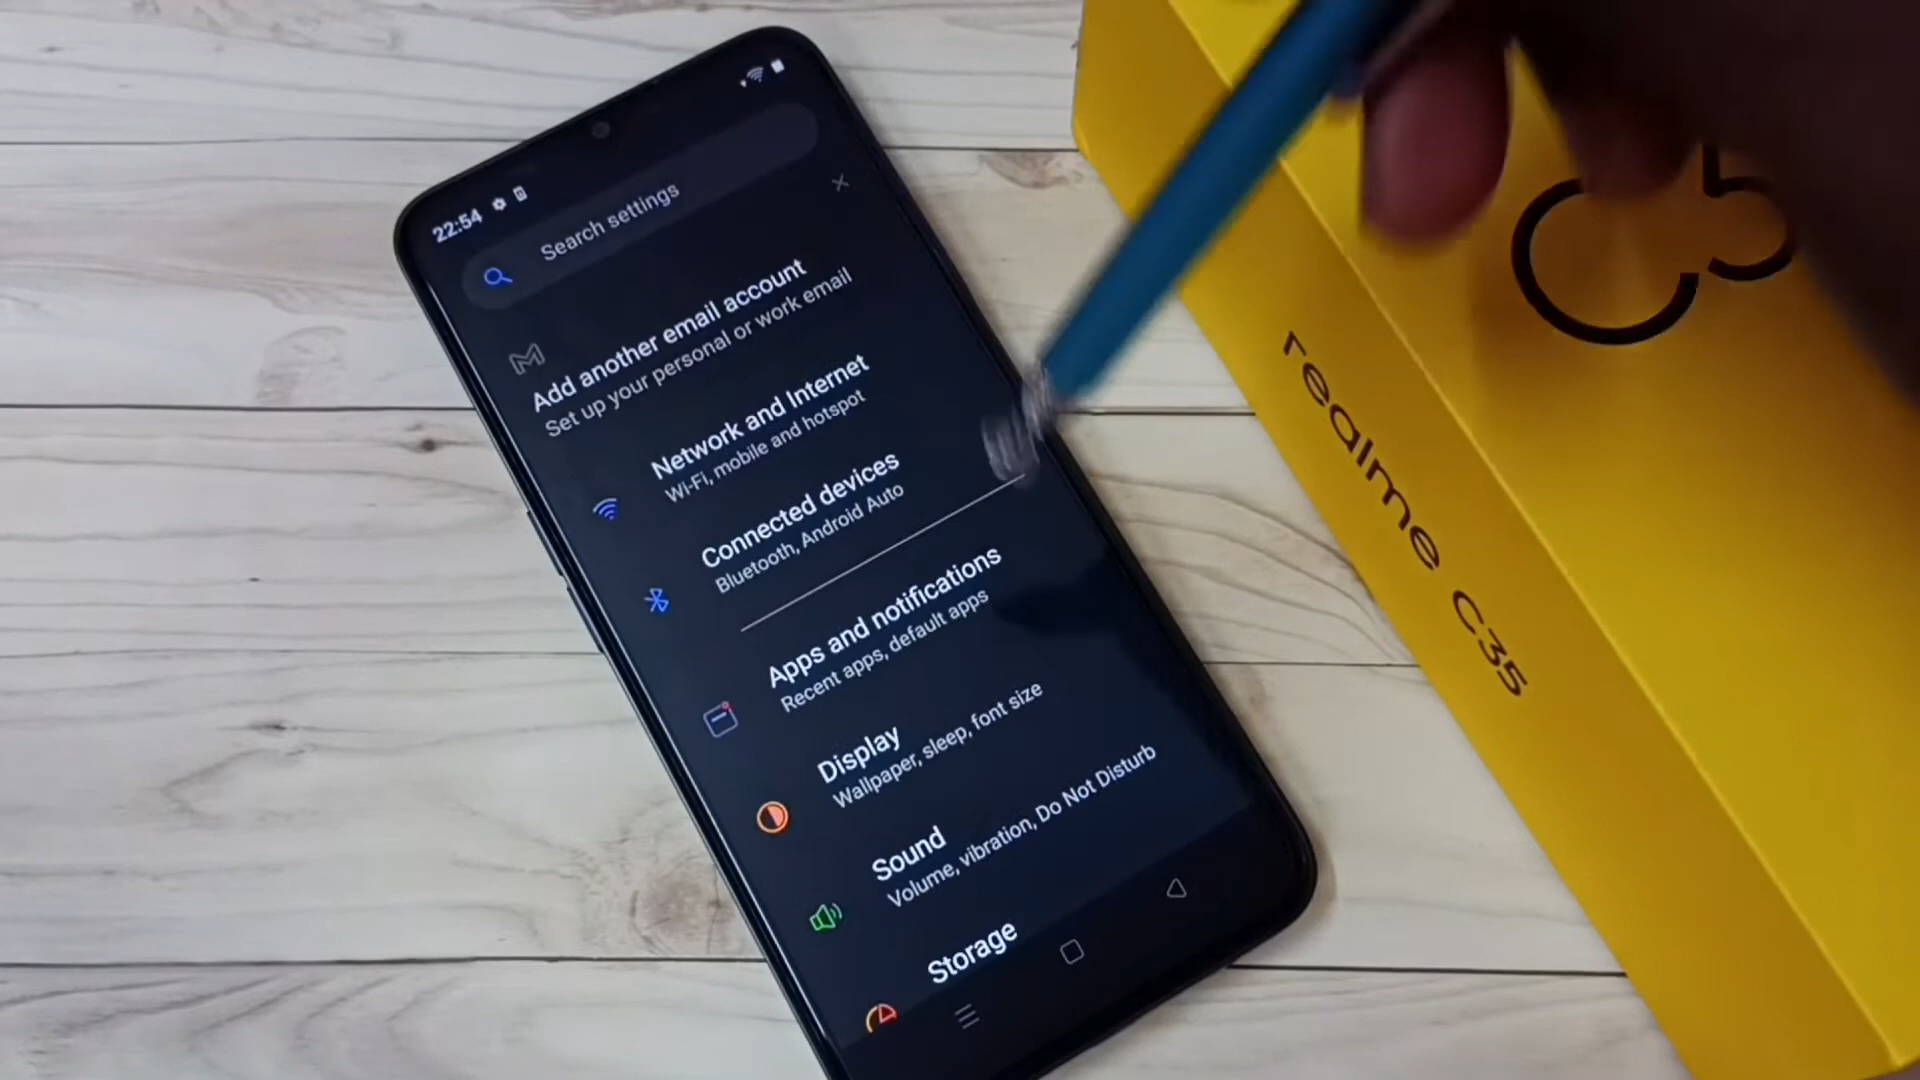 22:54
Search settings
Add another email account
Set up your personal or work email
Network and Internet
Wi-Fi, mobile and hotspot
Connected devices
Bluetooth, Android Auto
Apps and notifications
Recent apps, default apps
Display
Wallpaper, sleep, font size
Sound
Volume, vibration, Do Not Disturb
Storage
realme C35